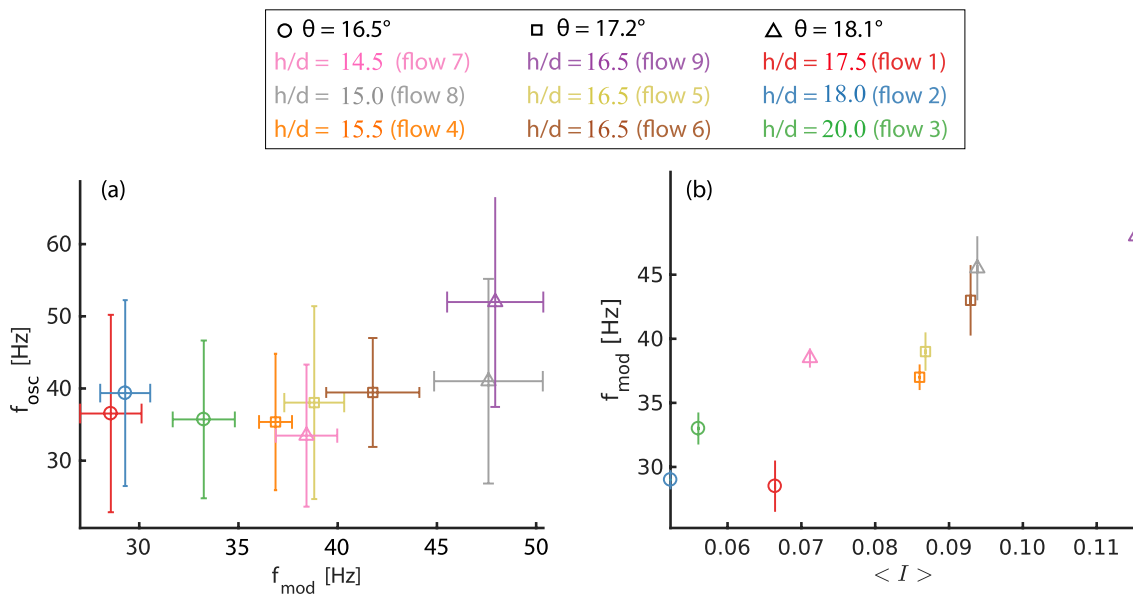 θ = 16.5° θ = 17.2° θ = 18.1°
h/d = 14.5 (flow 7) h/d = 16.5 (flow 9) h/d = 17.5 (flow 1)
h/d = 15.0 (flow 8) h/d = 16.5 (flow 5) h/d = 18.0 (flow 2)
h/d = 15.5 (flow 4) h/d = 16.5 (flow 6) h/d = 20.0 (flow 3)
(a)
f_osc [Hz]
60
50
40
30
30 35 40 45 50
f_mod [Hz]
(b)
f_mod [Hz]
45
40
35
30
0.06 0.07 0.08 0.09 0.10 0.11
< I >